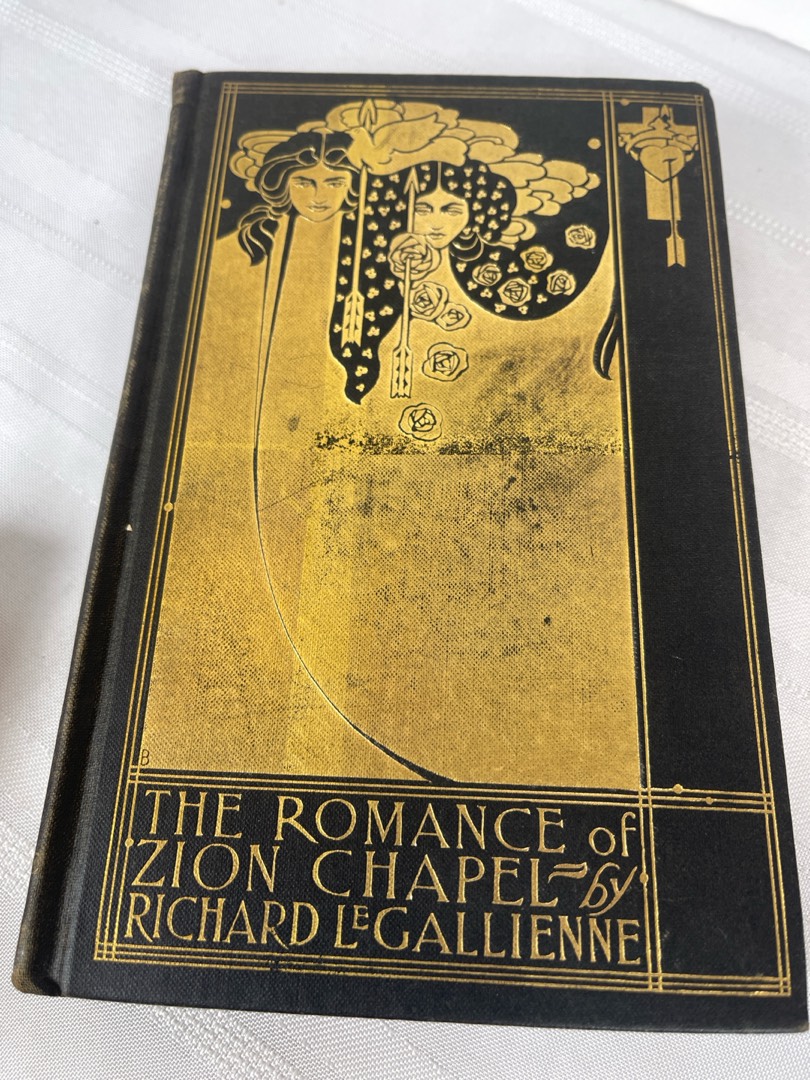 B
THE ROMANCE of
ZION CHAPEL~by
RICHARD LEGALLIENNE